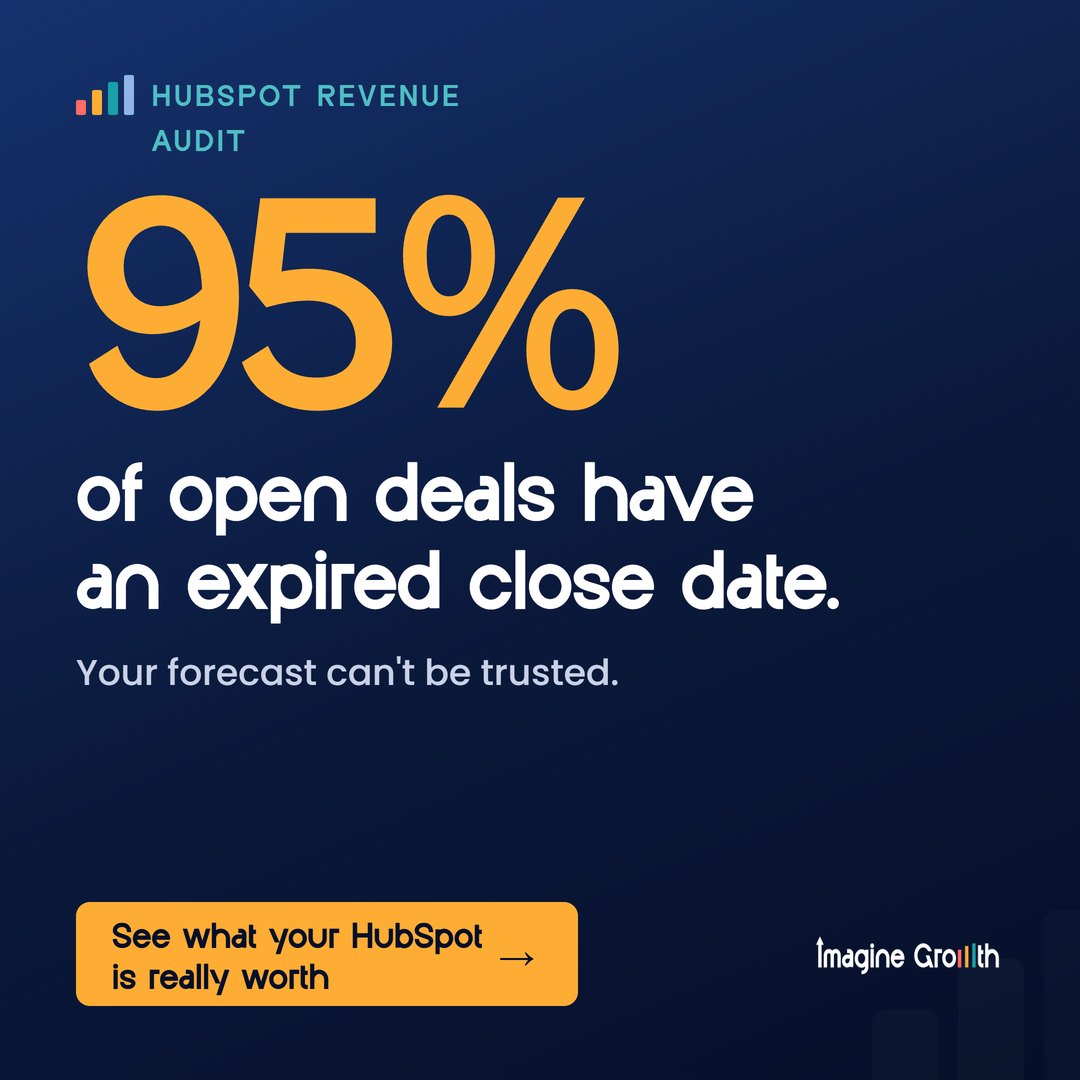 HUBSPOT REVENUE
AUDIT
95%
of open deals have
an expired close date.
Your forecast can't be trusted.
See what your HubSpot →
is really worth
Imagine Growth